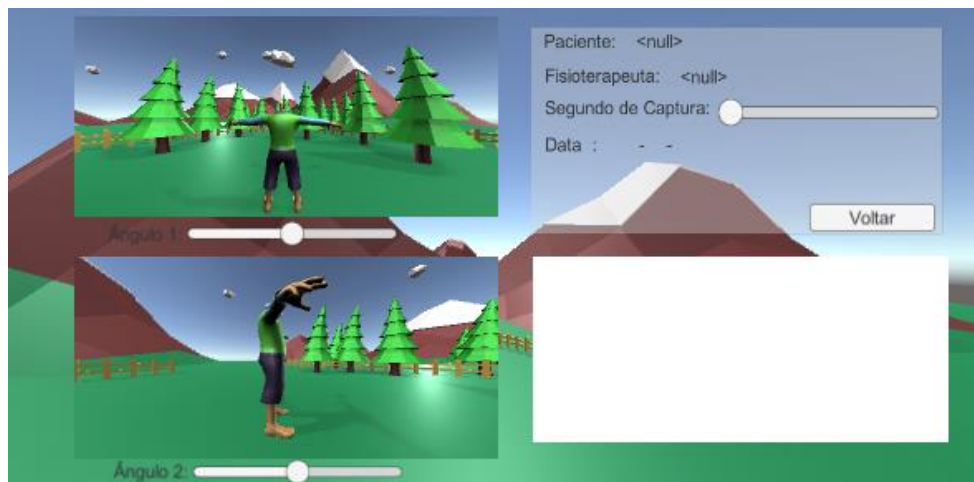 Paciente: <null>
Fisioterapeuta: <null>
Segundo de Captura:
Data : - -
Voltar
Ângulo 1:
Ângulo 2: